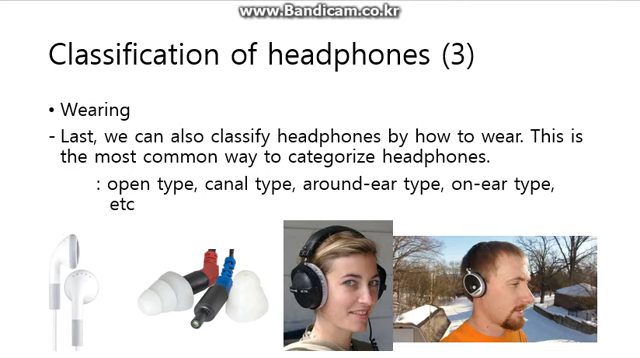 www.Bandicam.co.kr
Classification of headphones (3)
• Wearing
- Last, we can also classify headphones by how to wear. This is
the most common way to categorize headphones.
: open type, canal type, around-ear type, on-ear type,
etc